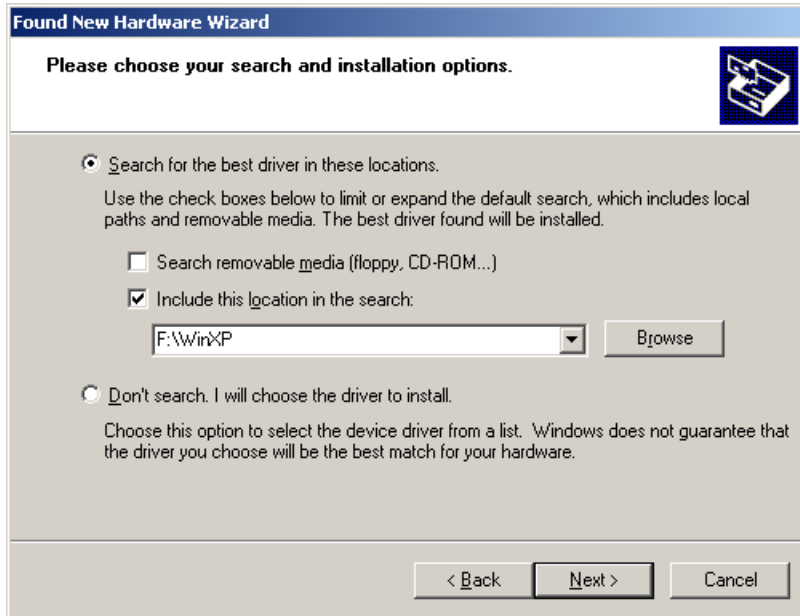 Found New Hardware Wizard
Please choose your search and installation options.
Search for the best driver in these locations.
Use the check boxes below to limit or expand the default search, which includes local
paths and removable media. The best driver found will be installed.
Search removable media (floppy, CD-ROM...)
Include this location in the search:
F:\WinXP
Browse
Don't search. I will choose the driver to install.
Choose this option to select the device driver from a list.  Windows does not guarantee that
the driver you choose will be the best match for your hardware.
< Back
Next >
Cancel